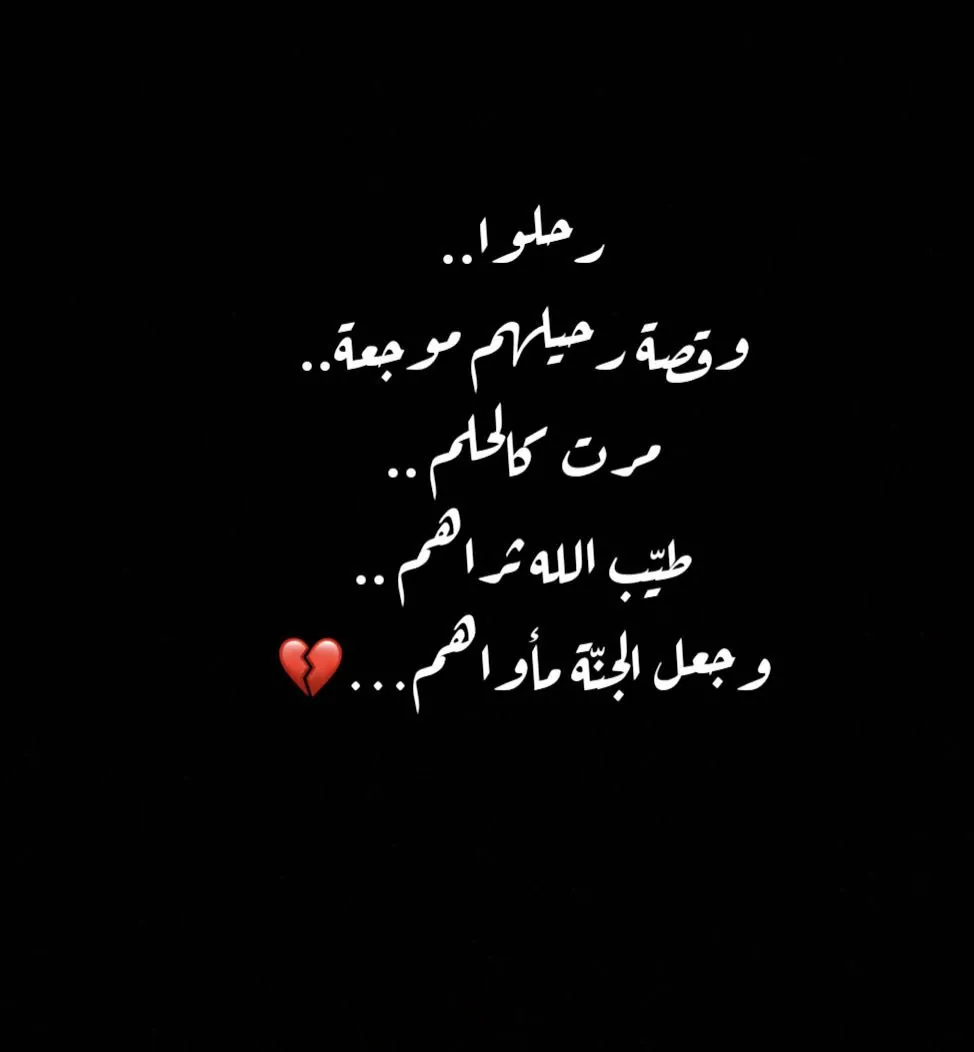 رحلوا..
وقصة رحيلهم موجعة..
مرت كالحلم ..
طيّب الله ثراهم ..
وجعل الجنّة مأواهم...💔